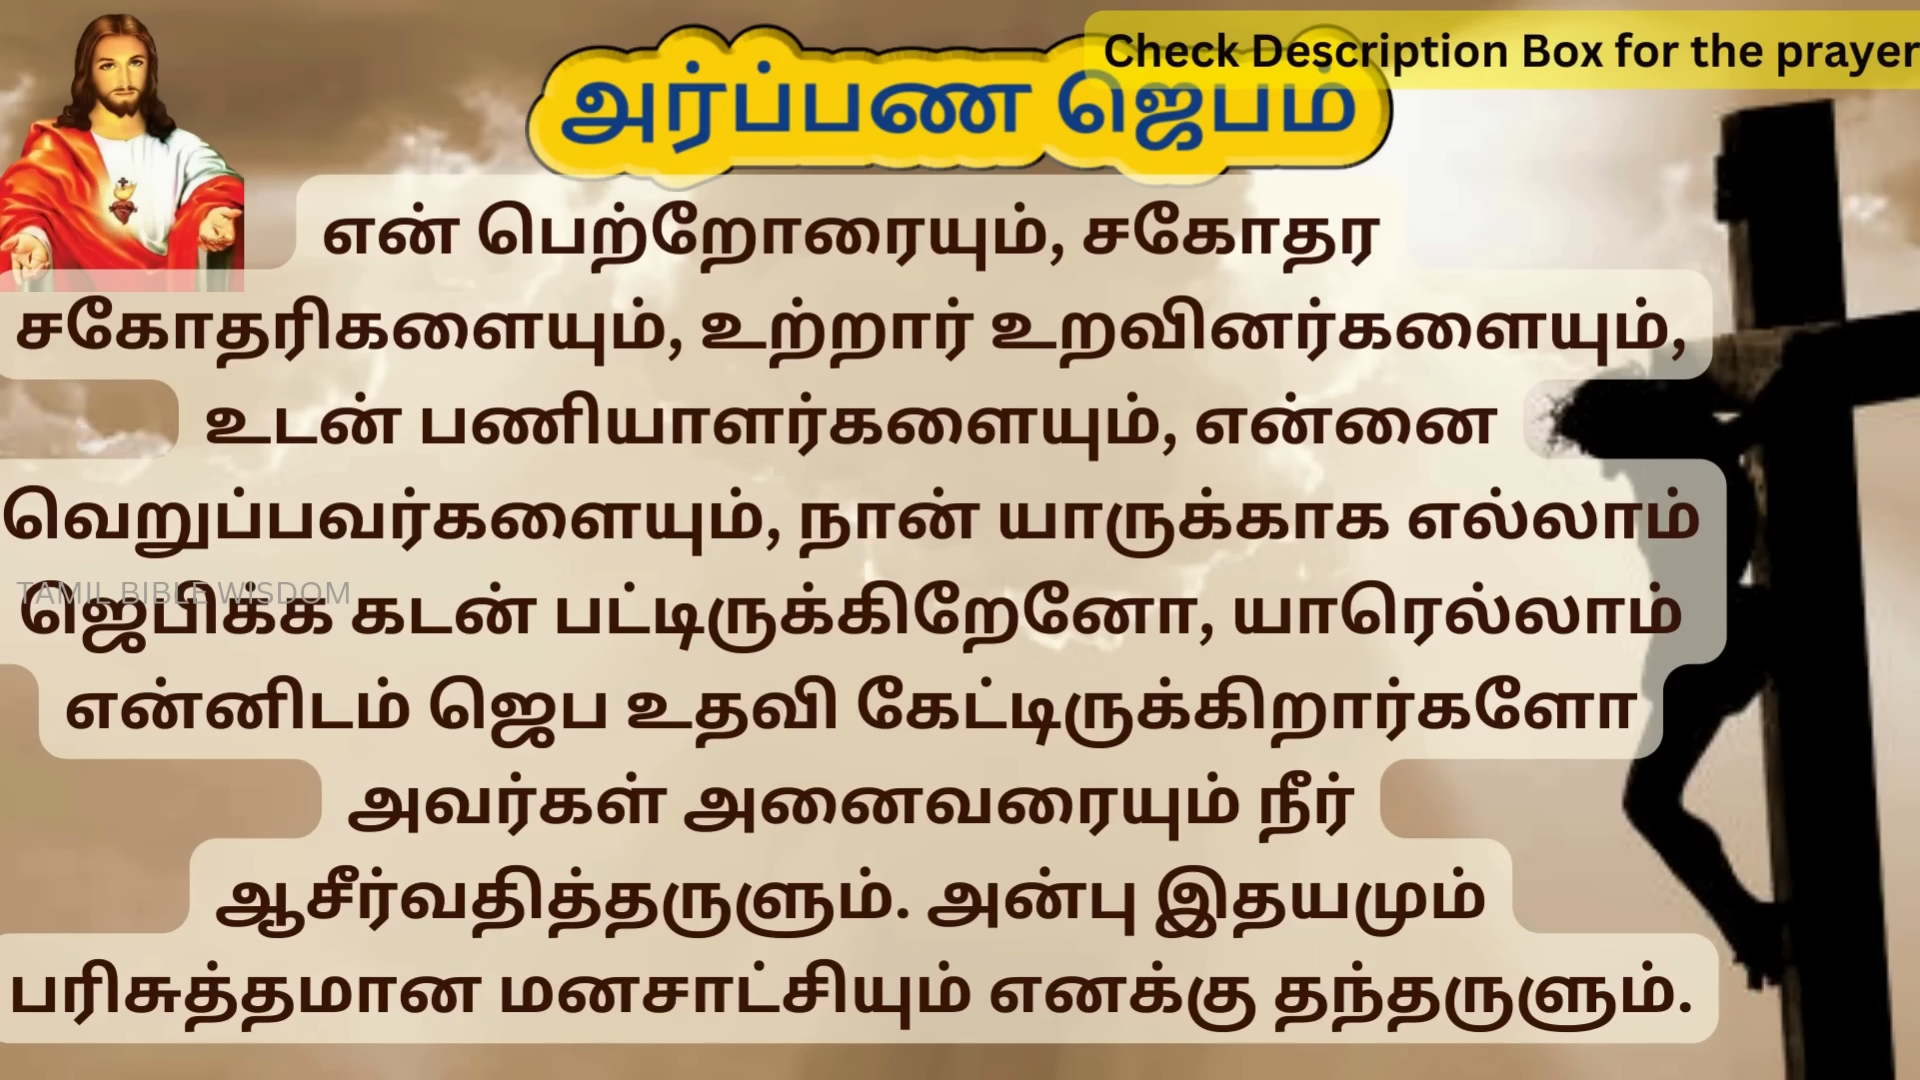 Check Description Box for the prayer
அர்ப்பண ஜெபம்
என் பெற்றோரையும், சகோதர
சகோதரிகளையும், உற்றார் உறவினர்களையும்,
உடன் பணியாளர்களையும், என்னை
வெறுப்பவர்களையும், நான் யாருக்காக எல்லாம்
TAMIL BIBLE WISDOM
ஜெபிக்க கடன் பட்டிருக்கிறேனோ, யாரெல்லாம்
என்னிடம் ஜெப உதவி கேட்டிருக்கிறார்களோ
அவர்கள் அனைவரையும் நீர்
ஆசீர்வதித்தருளும். அன்பு இதயமும்
பரிசுத்தமான மனசாட்சியும் எனக்கு தந்தருளும்.